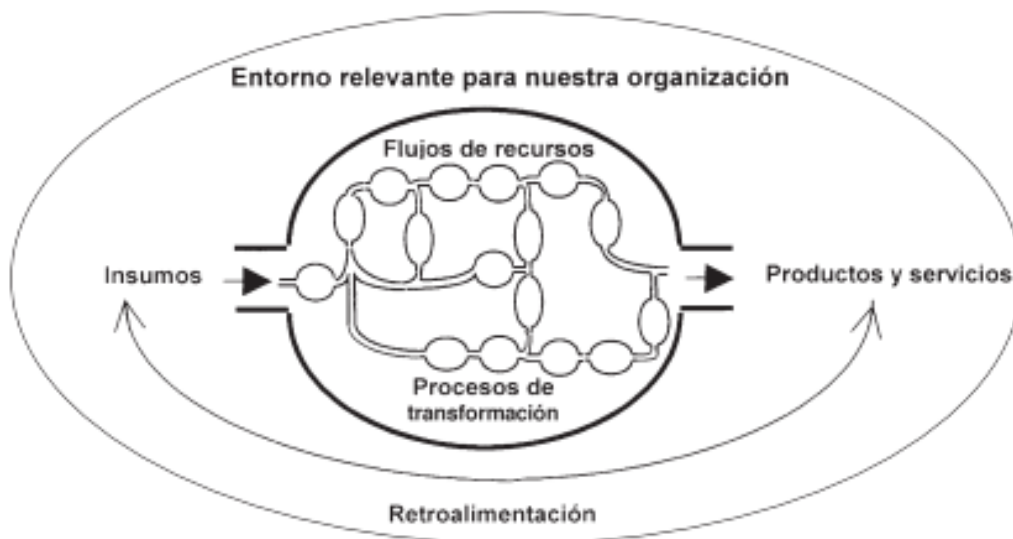 Entorno relevante para nuestra organización
Flujos de recursos
Insumos
Productos y servicios
Procesos de
transformación
Retroalimentación